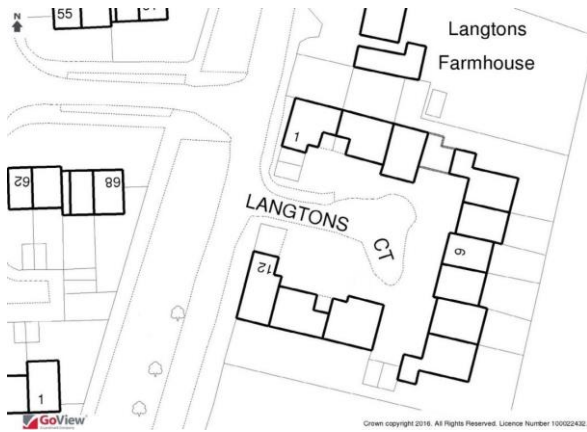 N
55
Langtons
Farmhouse
1
62
68
LANGTONS
CT
9
12
1
GoView
Crown copyright 2016. All Rights Reserved. Licence Number 100022432